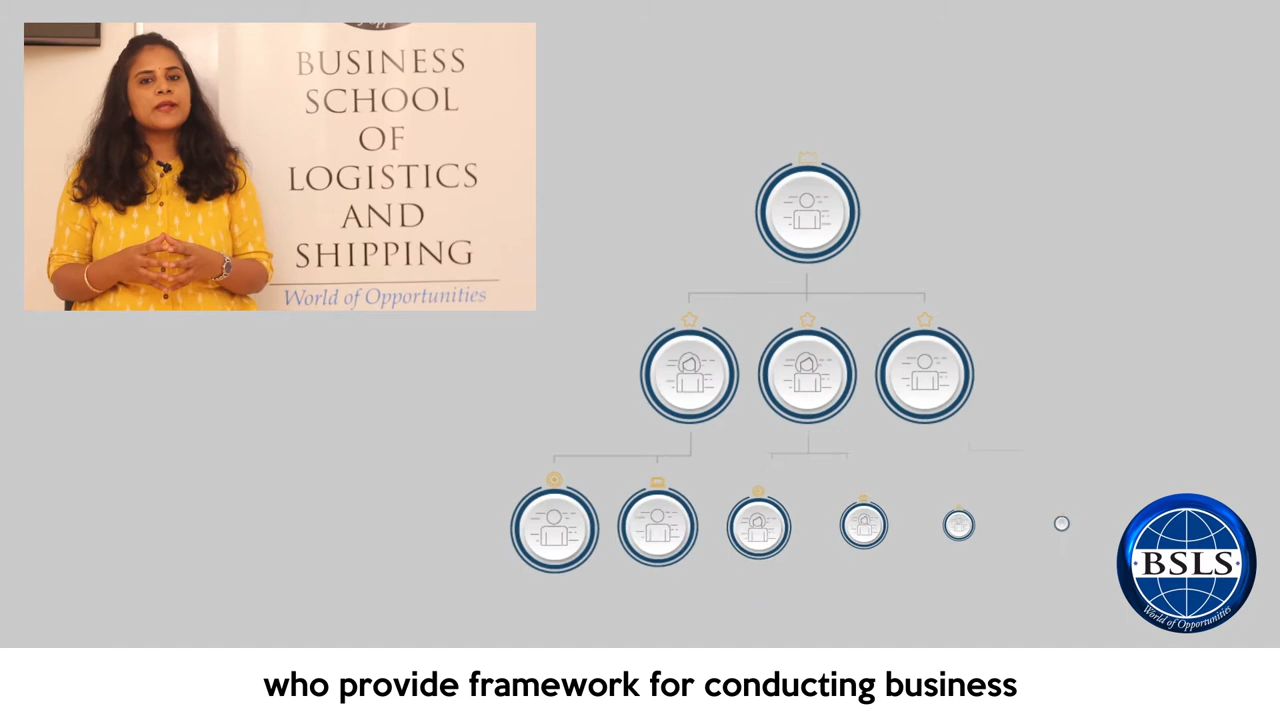 BUSINESS
SCHOOL
OF
LOGISTICS
AND
SHIPPING
World of Opportunities
BSLS
World of Opportunities
who provide framework for conducting business